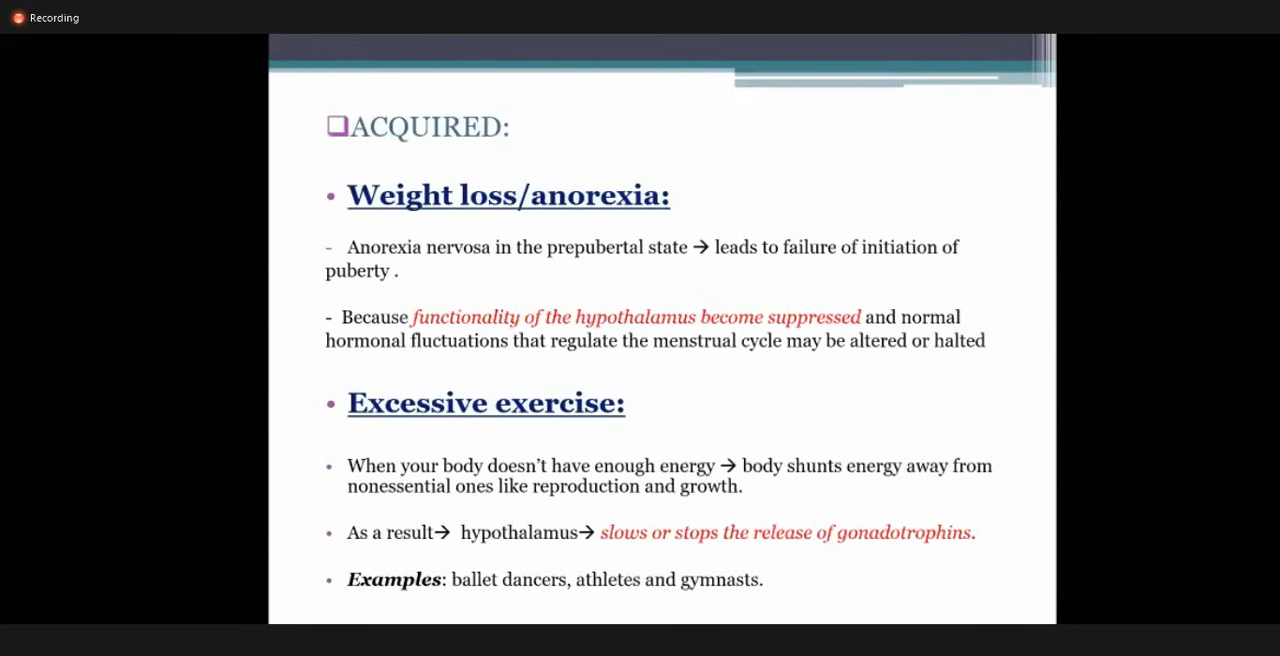 Recording
❑ACQUIRED:
• Weight loss/anorexia:
- Anorexia nervosa in the prepubertal state → leads to failure of initiation of
puberty .
- Because functionality of the hypothalamus become suppressed and normal
hormonal fluctuations that regulate the menstrual cycle may be altered or halted
• Excessive exercise:
• When your body doesn’t have enough energy → body shunts energy away from
nonessential ones like reproduction and growth.
• As a result→ hypothalamus→ slows or stops the release of gonadotrophins.
• Examples: ballet dancers, athletes and gymnasts.